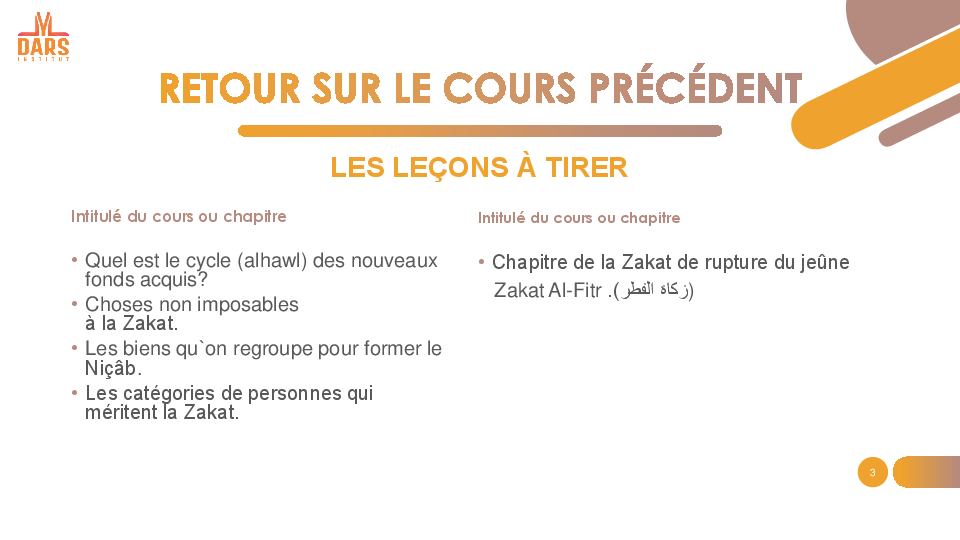 DARS
INSTITUT
RETOUR SUR LE COURS PRÉCÉDENT
LES LEÇONS À TIRER
Intitulé du cours ou chapitre
• Quel est le cycle (alhawl) des nouveaux
fonds acquis?
• Choses non imposables
à la Zakat.
• Les biens qu`on regroupe pour former le
Niçâb.
• Les catégories de personnes qui
méritent la Zakat.
Intitulé du cours ou chapitre
• Chapitre de la Zakat de rupture du jeûne
Zakat Al-Fitr .(زكاة الفطر)
3